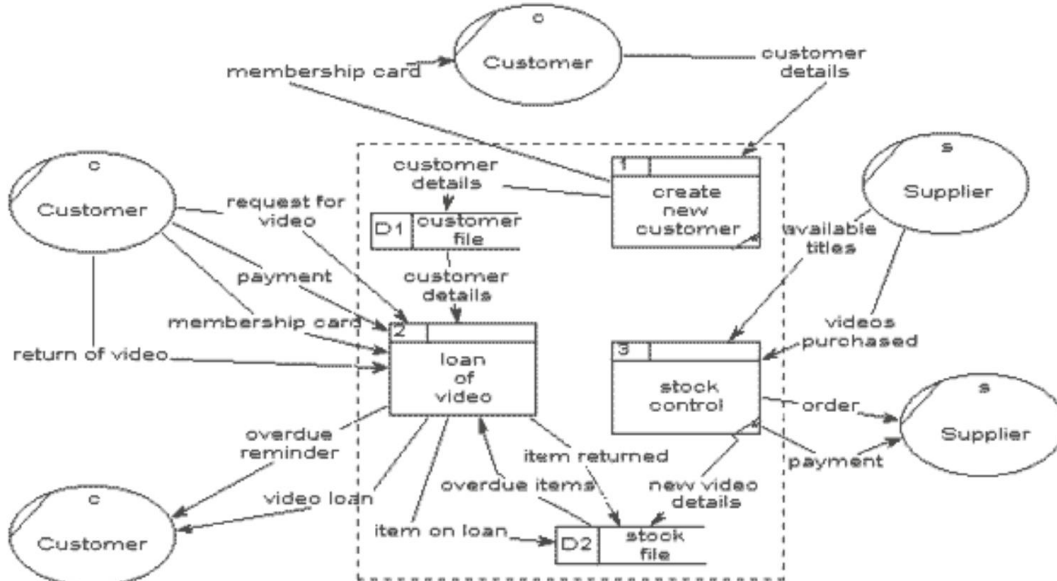 c
Customer
membership card
customer
details
c
Customer
customer
details
1
create
new
customer
s
Supplier
request for
video
D1
customer
file
available
titles
payment
customer
details
membership card
2
loan
of
video
3
stock
control
videos
purchased
return of video
order
s
Supplier
overdue
reminder
item returned
payment
video loan
overdue items
new video
details
c
Customer
item on loan
D2
stock
file